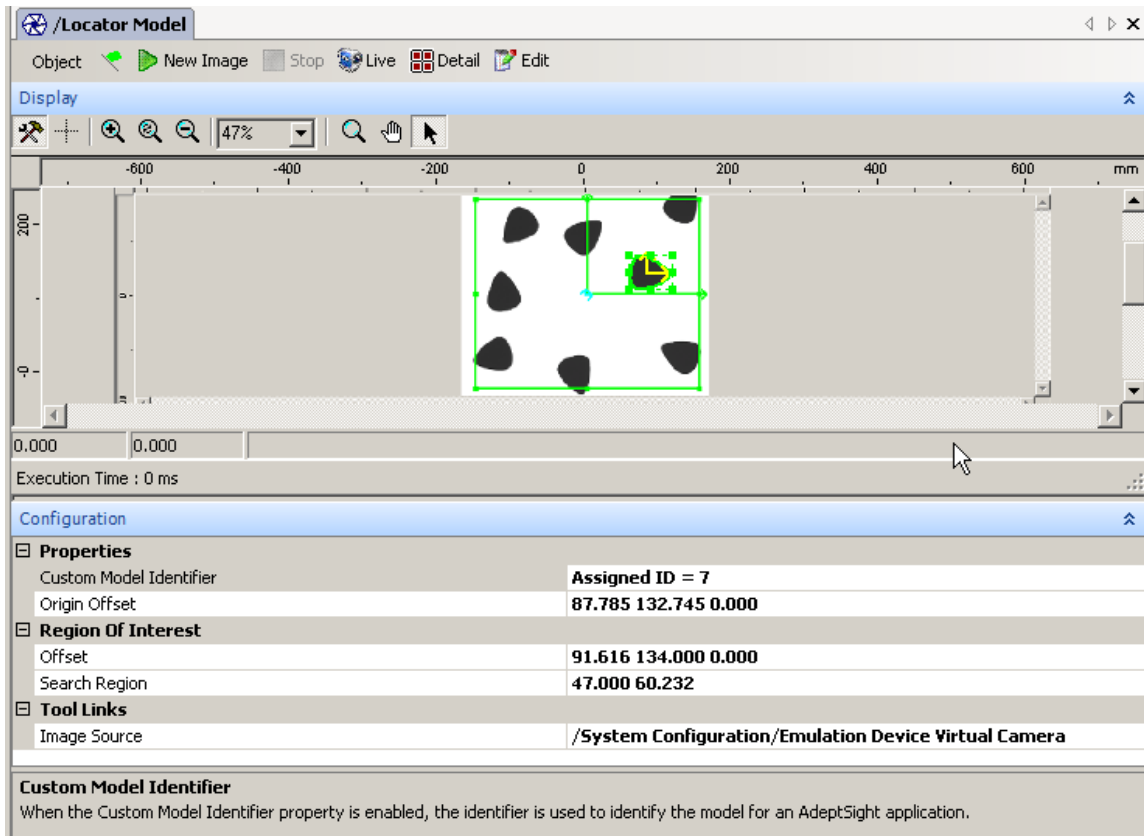 /Locator Model
Object New Image Stop Live Detail Edit
Display
47%
-600 -400 -200 0 200 400 600 mm
200
0
-0
0.000 0.000
Execution Time : 0 ms
Configuration
Properties
Custom Model Identifier Assigned ID = 7
Origin Offset 87.785 132.745 0.000
Region Of Interest
Offset 91.616 134.000 0.000
Search Region 47.000 60.232
Tool Links
Image Source /System Configuration/Emulation Device Virtual Camera
Custom Model Identifier
When the Custom Model Identifier property is enabled, the identifier is used to identify the model for an AdeptSight application.